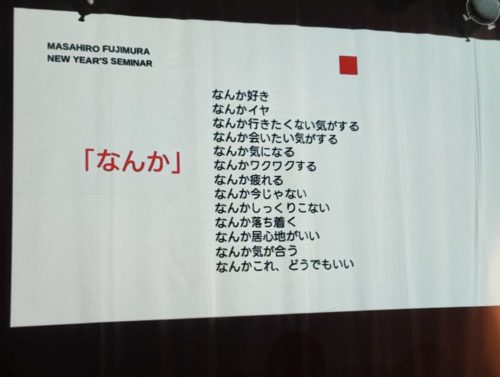 MASAHIRO FUJIMURA
NEW YEAR'S SEMINAR
「なんか」
なんか好き
なんかイヤ
なんか行きたくない気がする
なんか会いたい気がする
なんか気になる
なんかワクワクする
なんか疲れる
なんか今じゃない
なんかしっくりこない
なんか落ち着く
なんか居心地がいい
なんか気が合う
なんかこれ、どうでもいい